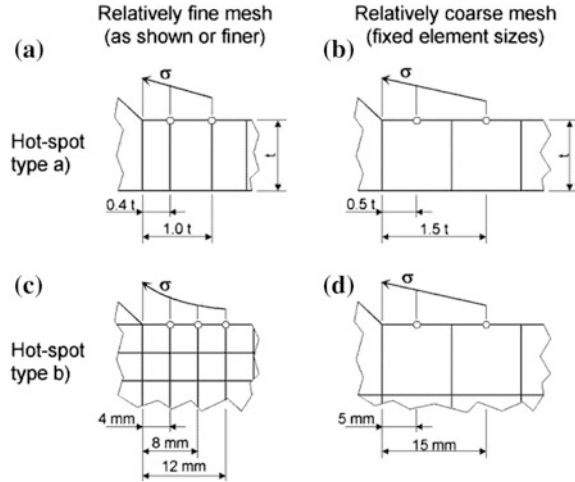 Relatively fine mesh
(as shown or finer)
Relatively coarse mesh
(fixed element sizes)
(a)
(b)
σ
σ
Hot-spot
type a)
t
t
0.4 t
1.0 t
0.5 t
1.5 t
(c)
(d)
σ
σ
Hot-spot
type b)
4 mm
8 mm
12 mm
5 mm
15 mm